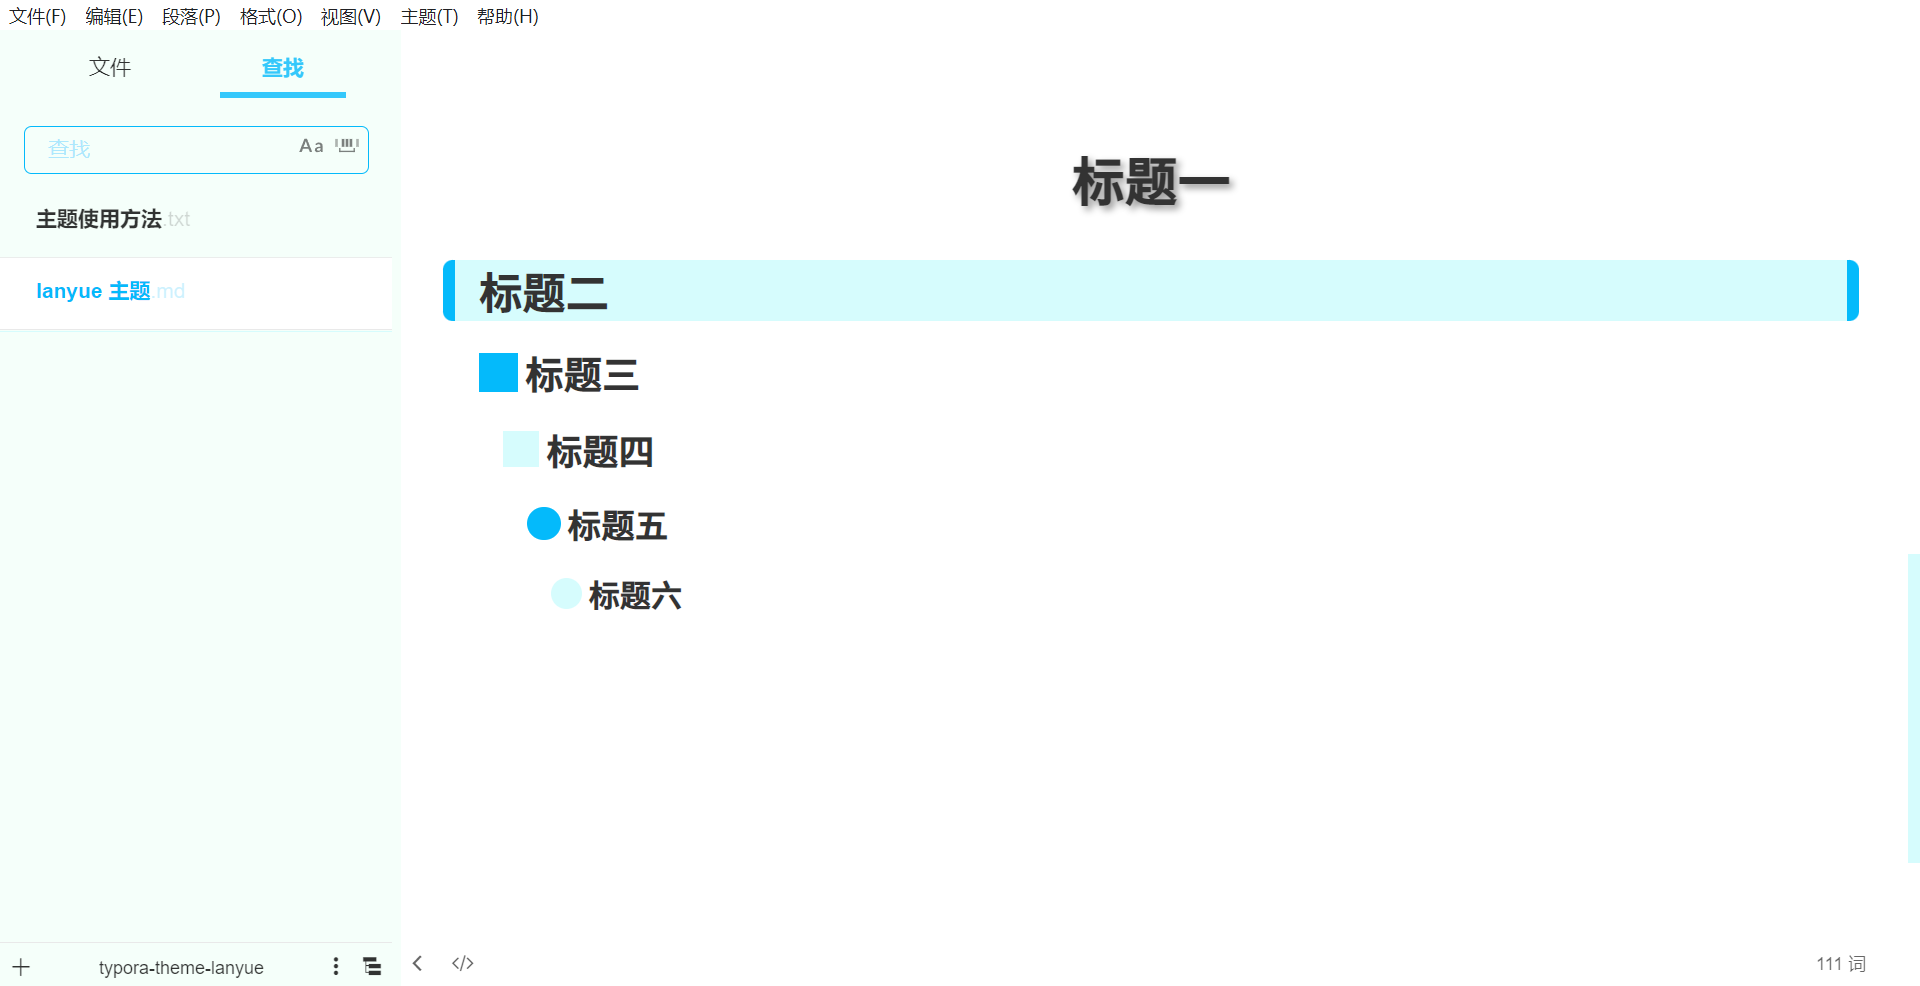 文件(F) 编辑(E) 段落(P) 格式(O) 视图(V) 主题(T) 帮助(H)
文件 查找
查找 Aa
主题使用方法.txt
lanyue 主题.md
标题一
标题二
标题三
标题四
标题五
标题六
typora-theme-lanyue
</>
111 词